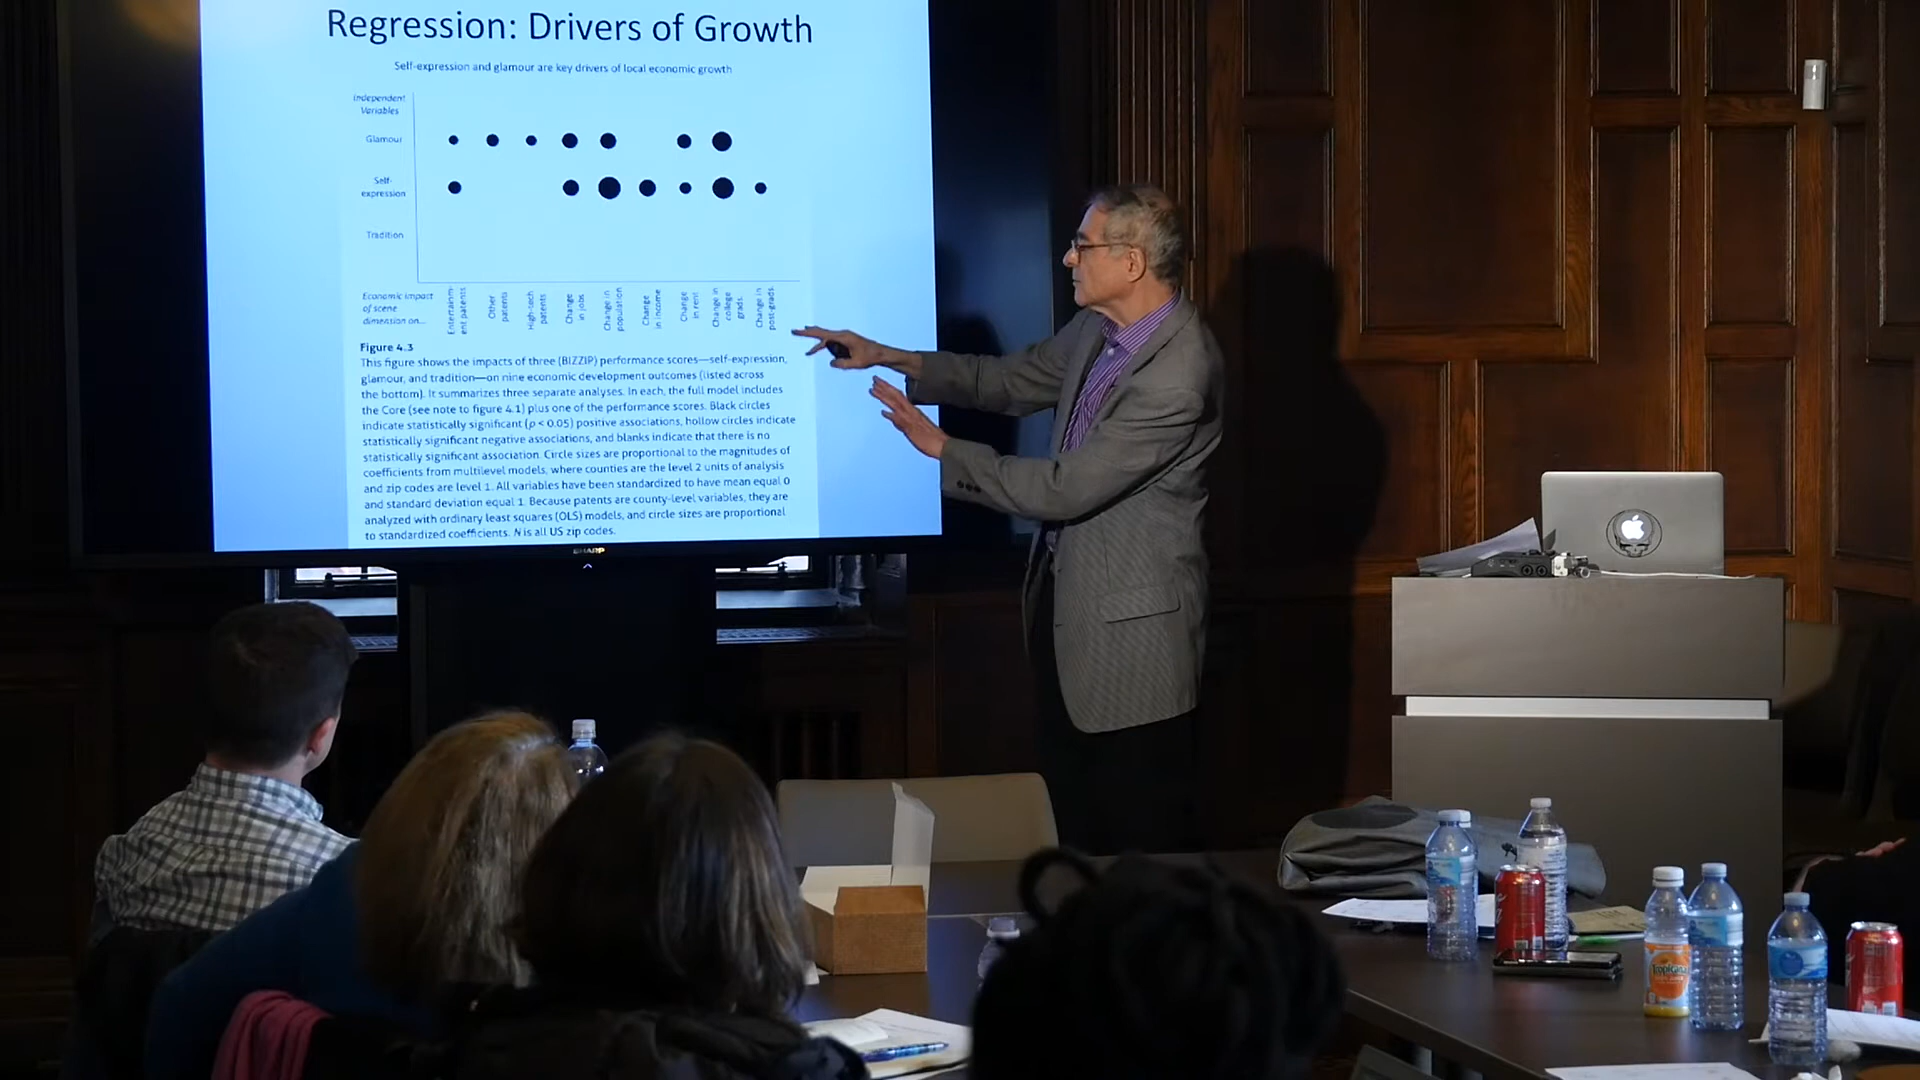 Regression: Drivers of Growth
Self-expression and glamour are key drivers of local economic growth
Independent
Variables
Glamour
Self-
expression
Tradition
Economic impact
of scene
dimension on...
Entertainm-
ent patents
Other
patents
High-tech
patents
Change
in jobs
Change in
population
Change
in income
Change
in rent
Change in
college
grads.
Change in
post-grads.
Figure 4.3
This figure shows the impacts of three (BIZZIP) performance scores—self-expression,
glamour, and tradition—on nine economic development outcomes (listed across
the bottom). It summarizes three separate analyses. In each, the full model includes
the Core (see note to figure 4.1) plus one of the performance scores. Black circles
indicate statistically significant (p < 0.05) positive associations, hollow circles indicate
statistically significant negative associations, and blanks indicate that there is no
statistically significant association. Circle sizes are proportional to the magnitudes of
coefficients from multilevel models, where counties are the level 2 units of analysis
and zip codes are level 1. All variables have been standardized to have mean equal 0
and standard deviation equal 1. Because patents are county-level variables, they are
analyzed with ordinary least squares (OLS) models, and circle sizes are proportional
to standardized coefficients. N is all US zip codes.
SHARP
Tropicana